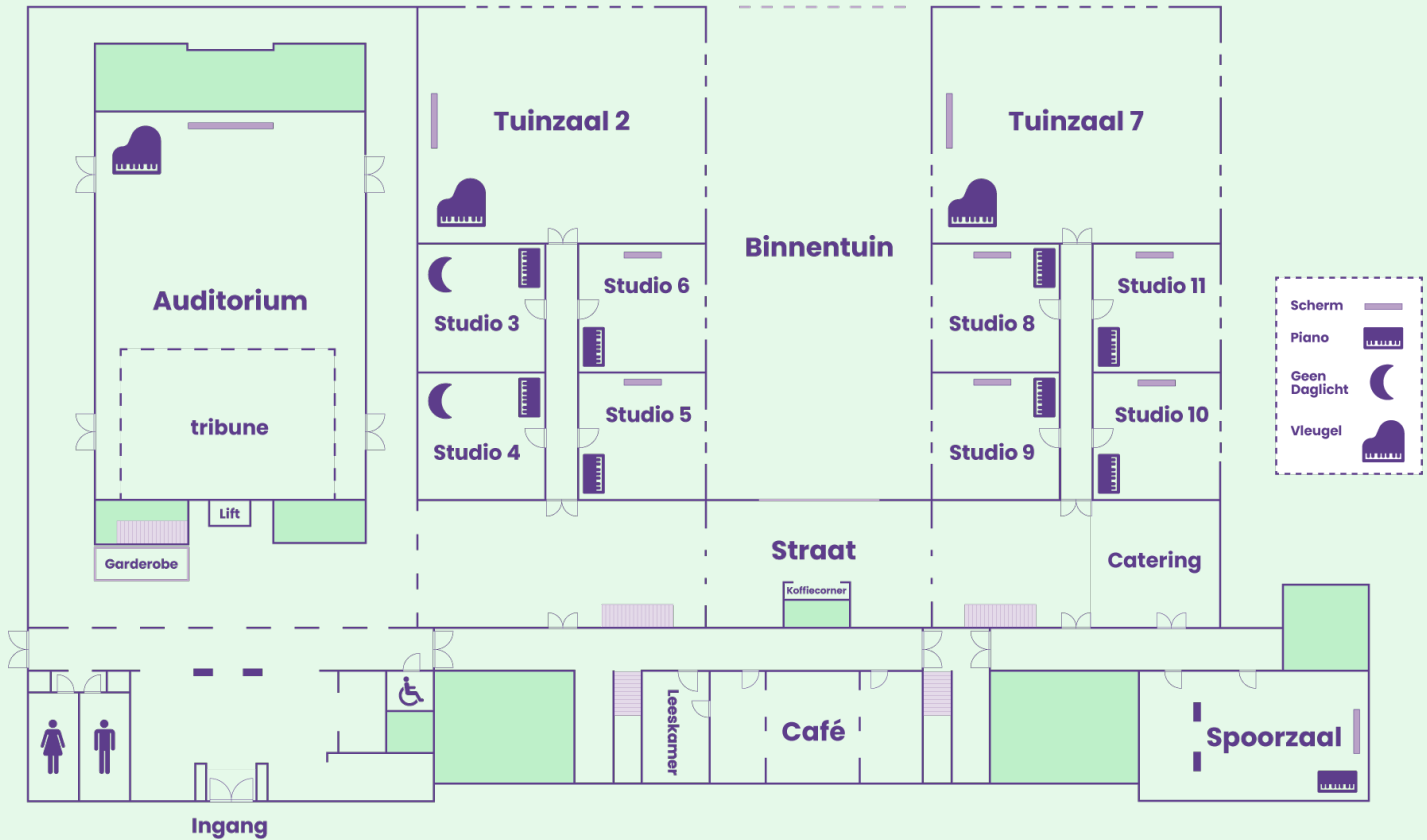 Tuinzaal 2
Tuinzaal 7
Auditorium
tribune
Lift
Garderobe
Studio 3
Studio 6
Studio 4
Studio 5
Binnentuin
Studio 8
Studio 11
Studio 9
Studio 10
Scherm
Piano
Geen
Daglicht
Vleugel
Straat
Koffiecorner
Catering
Leeskamer
Café
Spoorzaal
Ingang